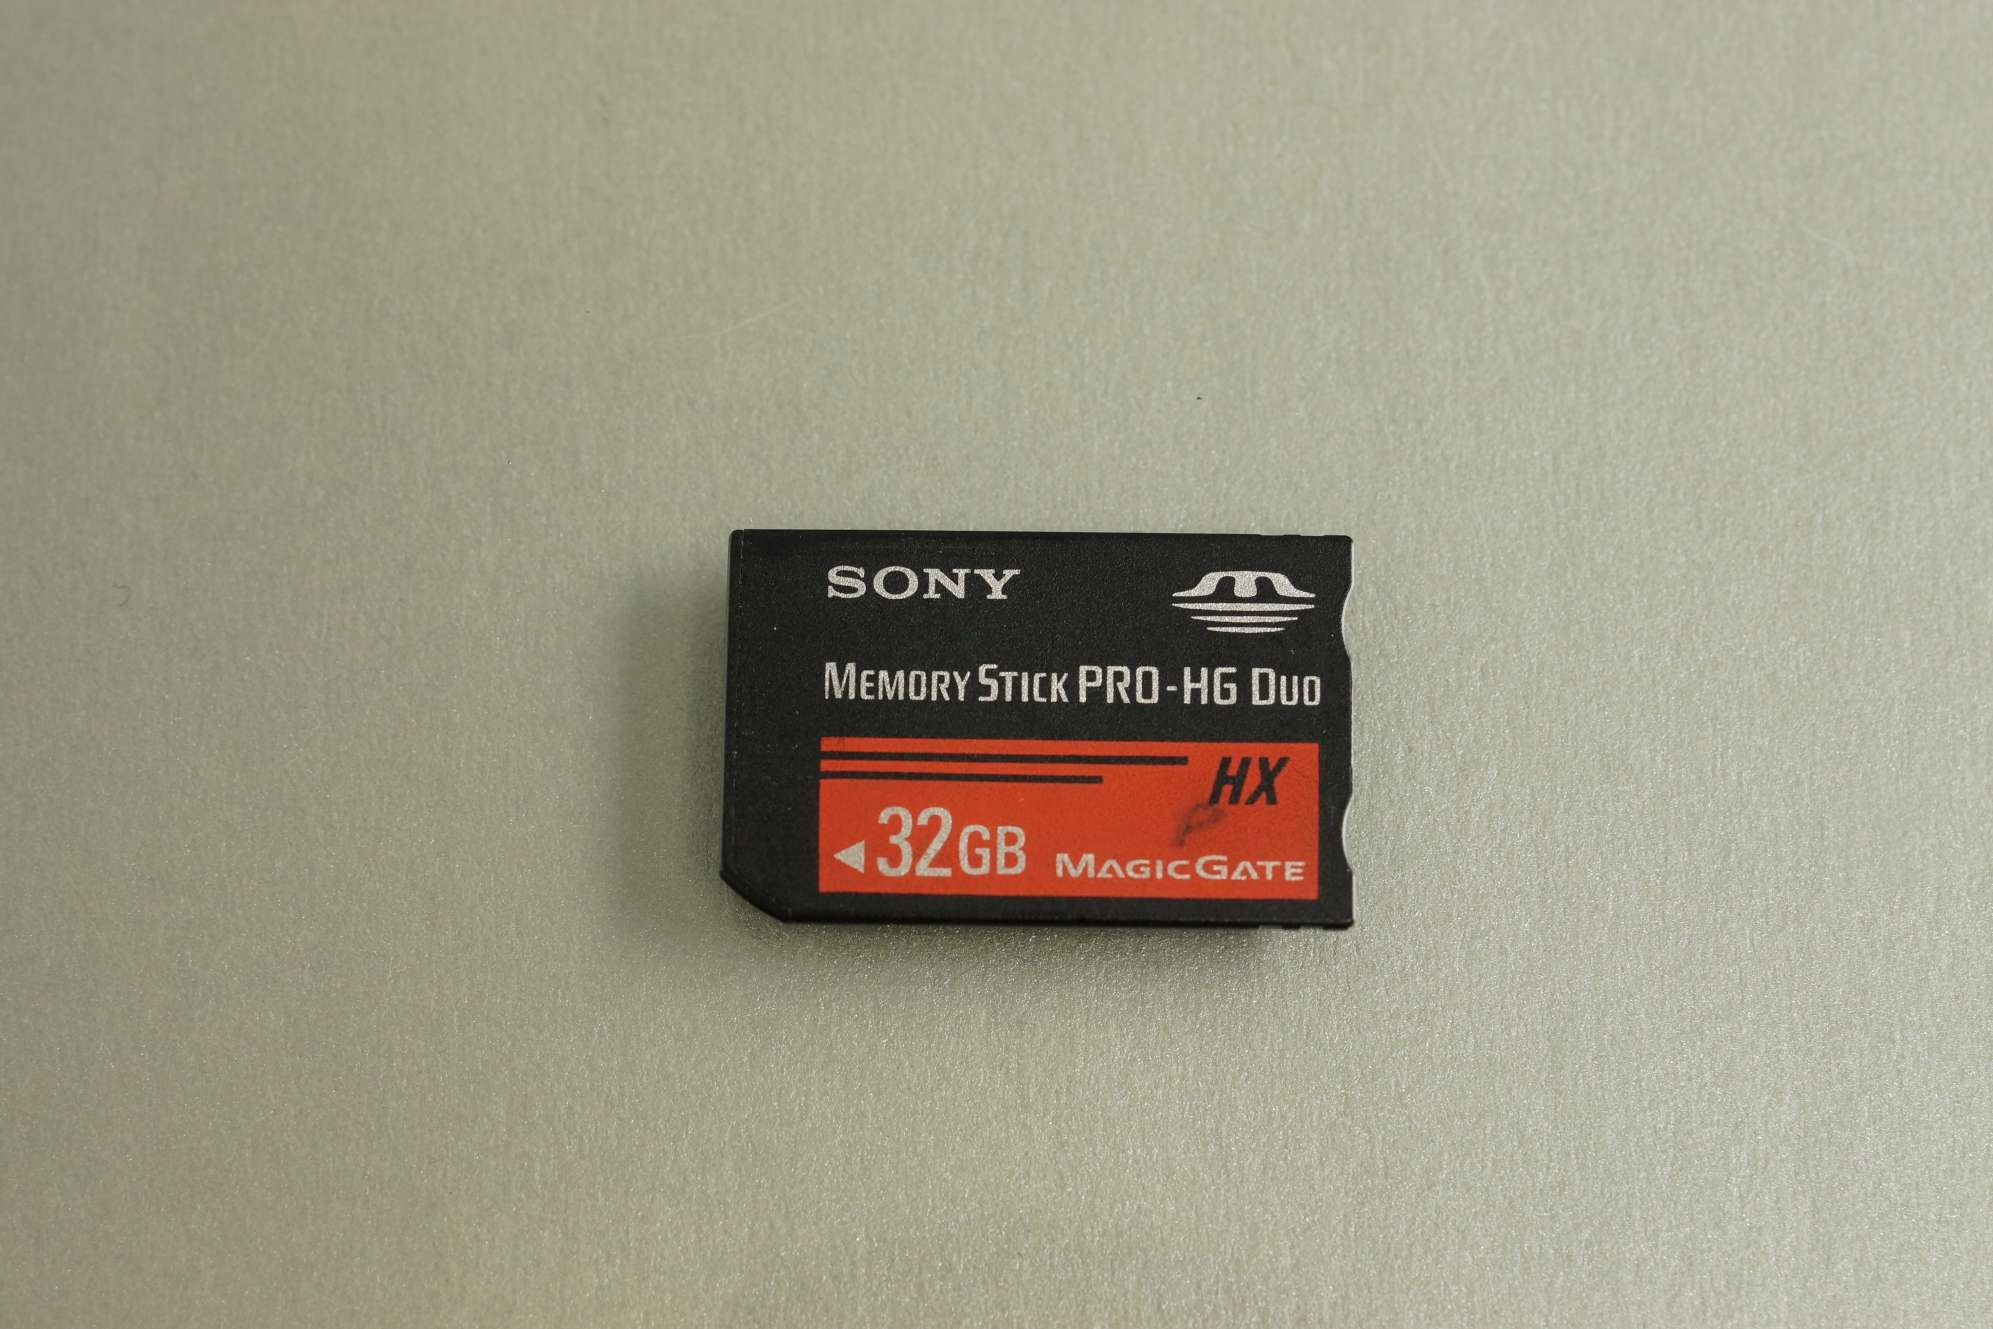 SONY
MEMORY STICK PRO-HG DUO
HX
32GB MAGICGATE